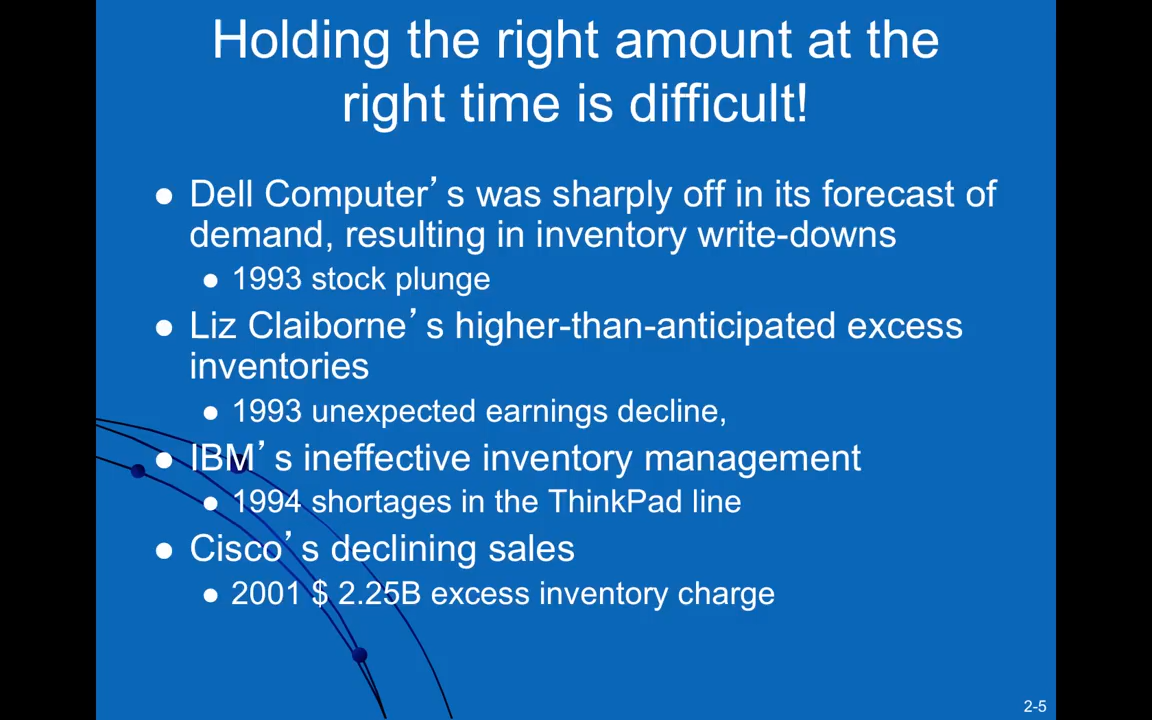 Holding the right amount at the
right time is difficult!
● Dell Computer’s was sharply off in its forecast of
demand, resulting in inventory write-downs
● 1993 stock plunge
● Liz Claiborne’s higher-than-anticipated excess
inventories
● 1993 unexpected earnings decline,
● IBM’s ineffective inventory management
● 1994 shortages in the ThinkPad line
● Cisco’s declining sales
● 2001 $ 2.25B excess inventory charge
2-5